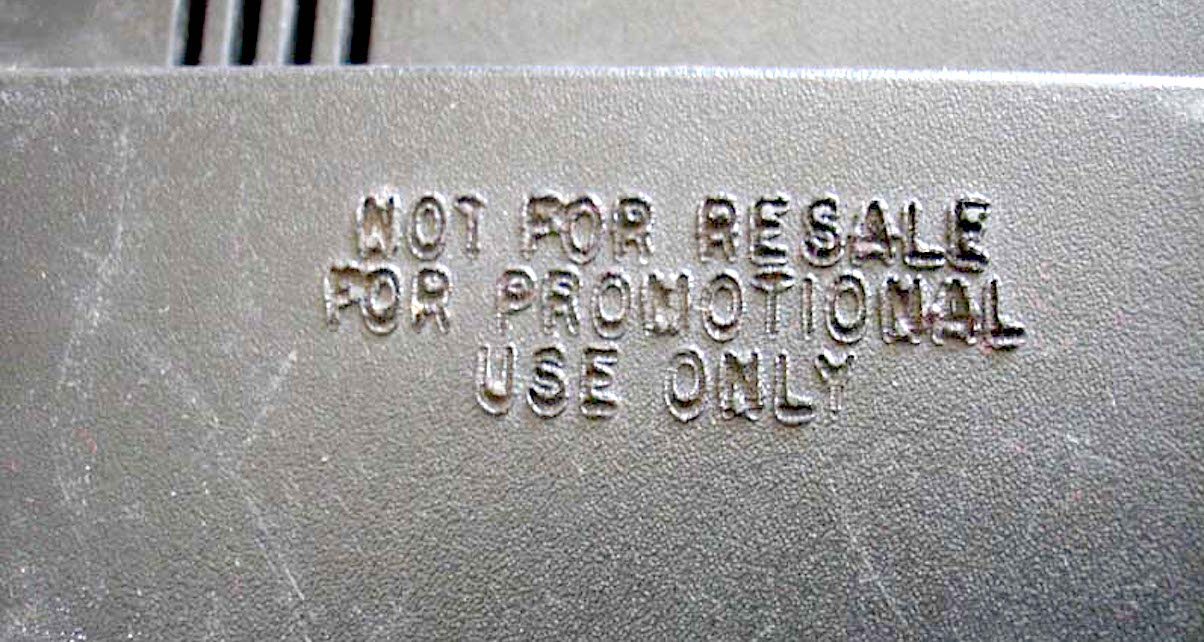 NOT FOR RESALE
FOR PROMOTIONAL
USE ONLY